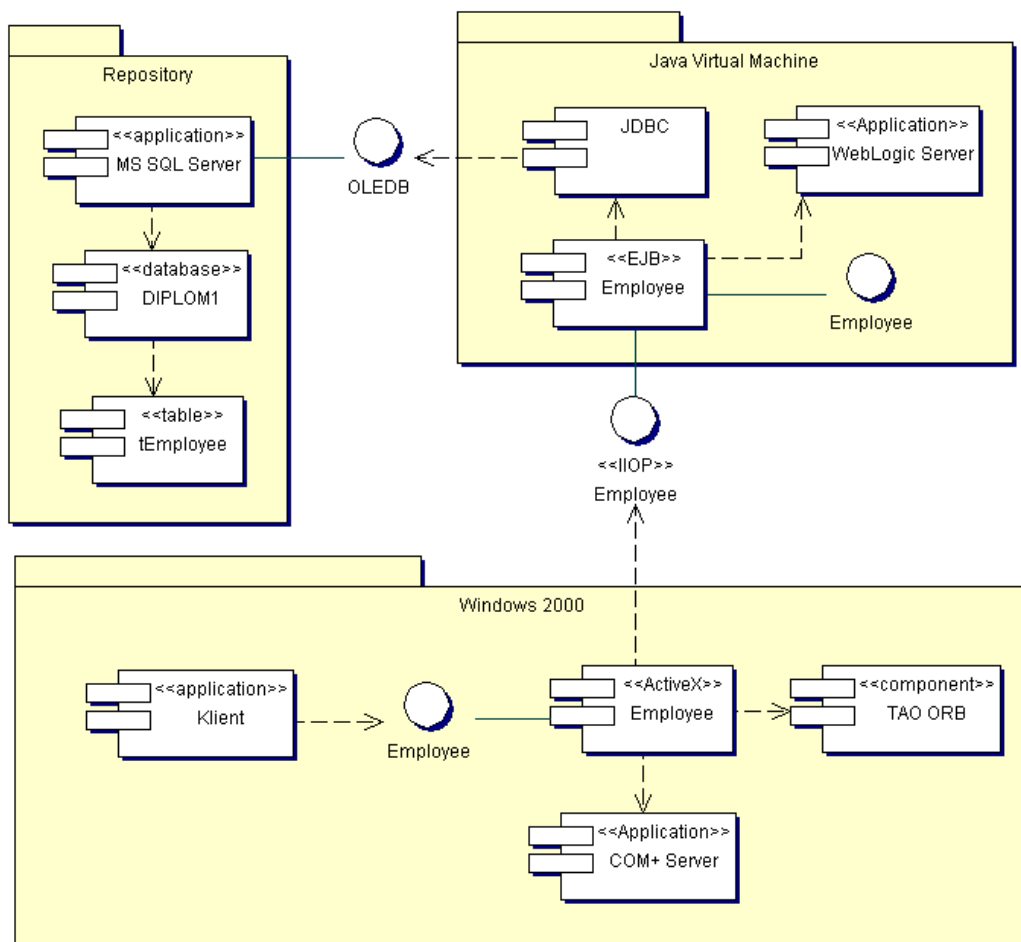 Repository
<<application>>
MS SQL Server
<<database>>
DIPLOM1
<<table>>
tEmployee
OLEDB
Java Virtual Machine
JDBC
<<Application>>
WebLogic Server
<<EJB>>
Employee
Employee
<<IIOP>>
Employee
Windows 2000
<<application>>
Klient
Employee
<<ActiveX>>
Employee
<<component>>
TAO ORB
<<Application>>
COM+ Server